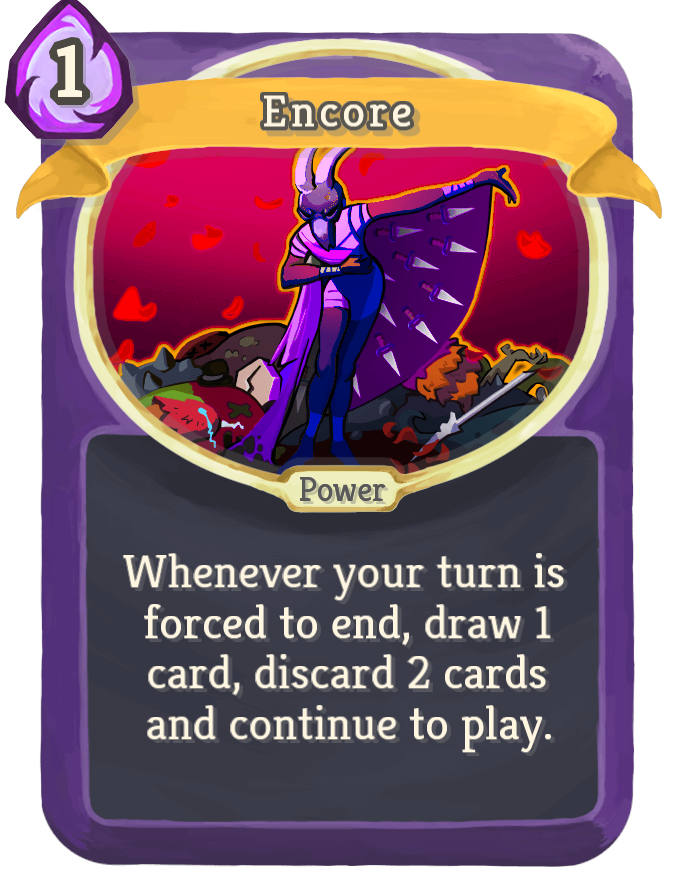 1
Encore
Power
Whenever your turn is
forced to end, draw 1
card, discard 2 cards
and continue to play.